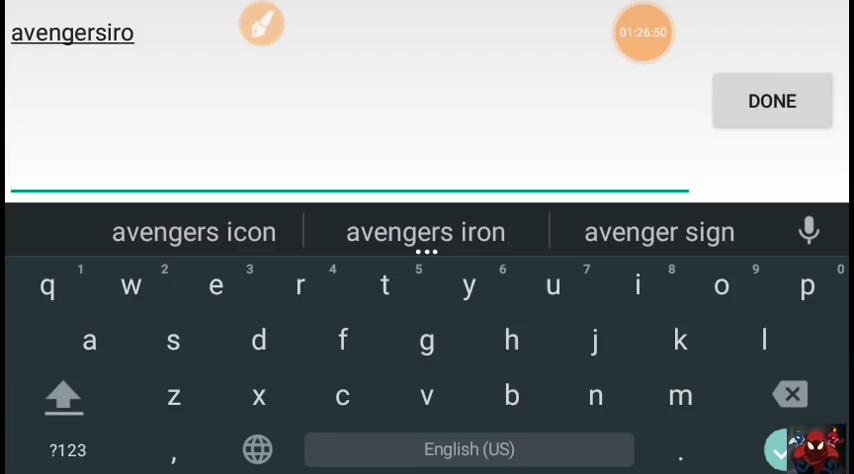 avengersiro
01:26:50
DONE
avengers icon avengers iron avenger sign
q 1 w 2 e 3 r 4 t 5 y 6 u 7 i 8 o 9 p 0
a s d f g h j k l
z x c v b n m
?123 , English (US) .